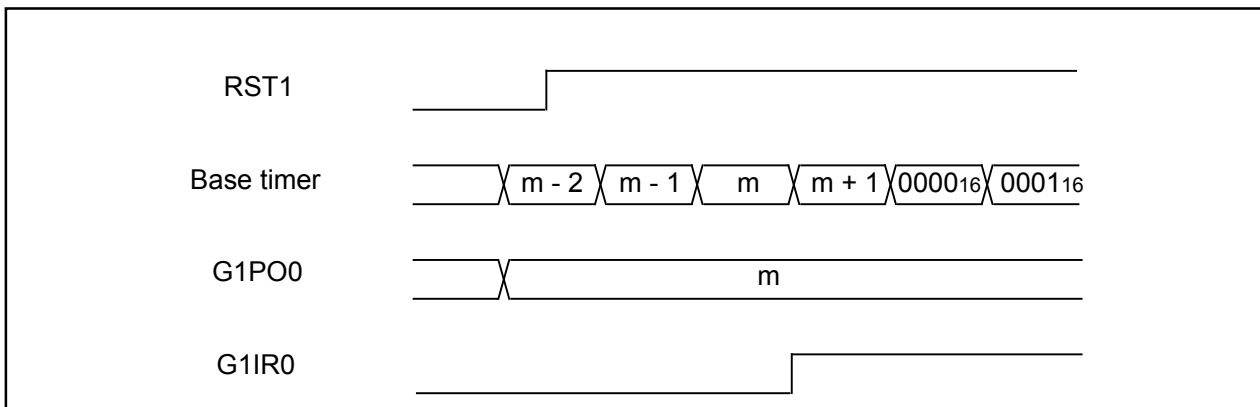 RST1
Base timer m - 2 m - 1 m m + 1 0000₁₆ 0001₁₆
G1PO0 m
G1IR0